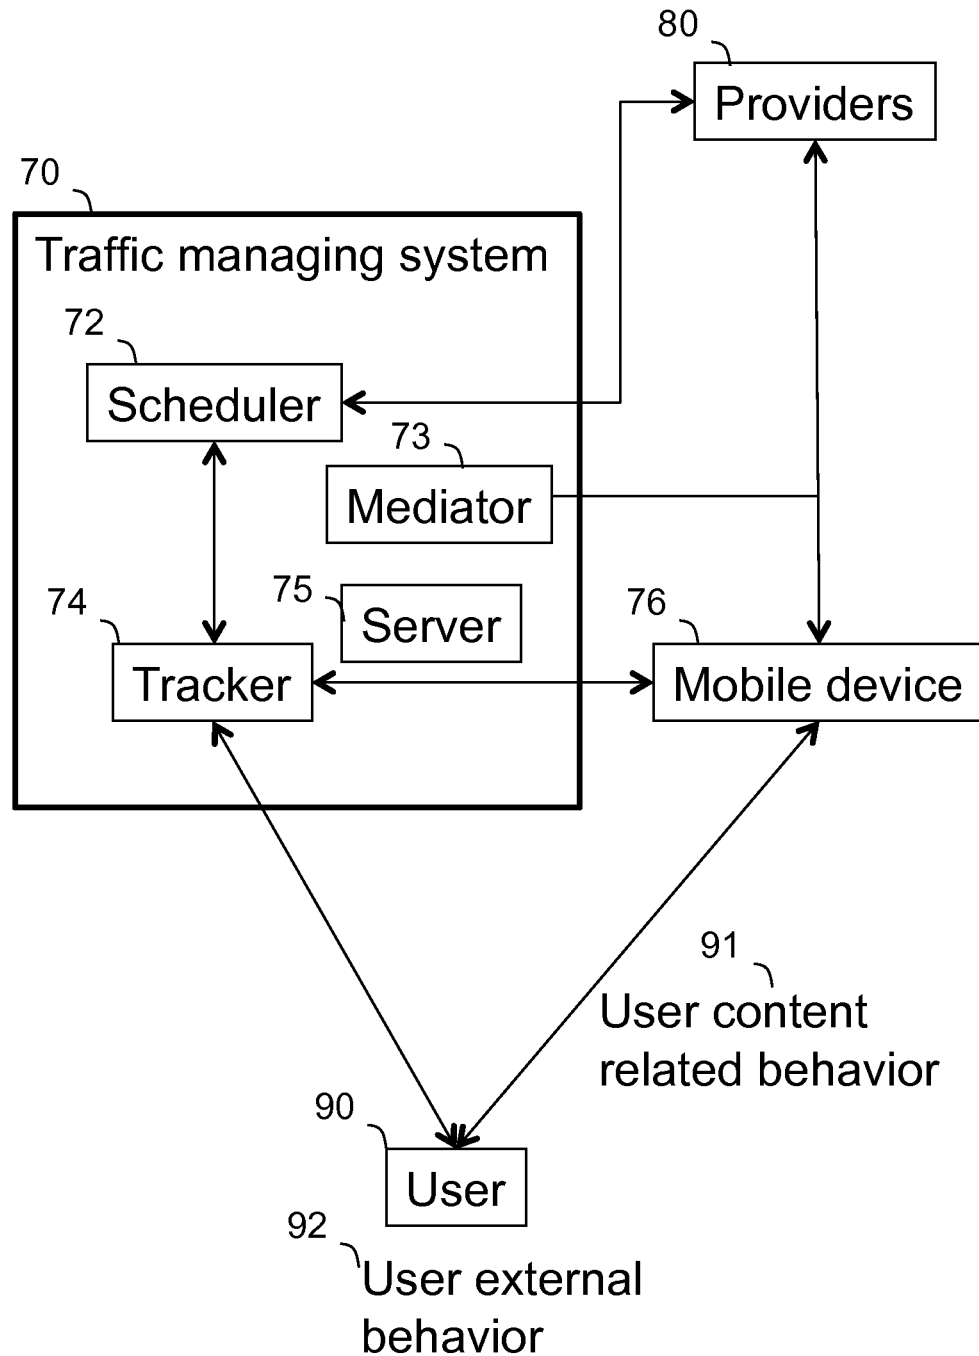 80
Providers
70
Traffic managing system
72
Scheduler
73
Mediator
75
Server
74
Tracker
76
Mobile device
91
User content
related behavior
90
User
92
User external
behavior